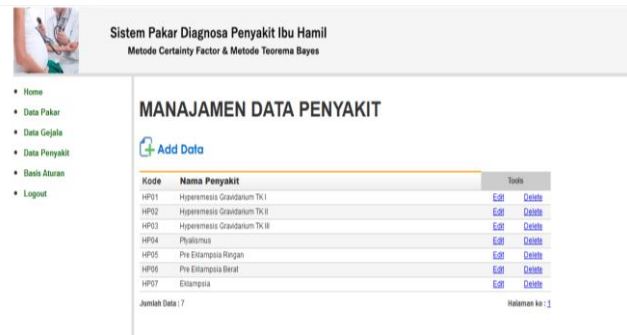 Sistem Pakar Diagnosa Penyakit Ibu Hamil
Metode Certainty Factor & Metode Teorema Bayes
Home
Data Pakar
Data Gejala
Data Penyakit
Basis Aturan
Logout
MANAJAMEN DATA PENYAKIT
Add Data
Kode Nama Penyakit Tools
HP01 Hyperemesis Gravidarium TK I Edit Delete
HP02 Hyperemesis Gravidarium TK II Edit Delete
HP03 Hyperemesis Gravidarium TK III Edit Delete
HP04 Ptyalismus Edit Delete
HP05 Pre Eklampsia Ringan Edit Delete
HP06 Pre Eklampsia Berat Edit Delete
HP07 Eklampsia Edit Delete
Jumlah Data : 7 Halaman ke : 1